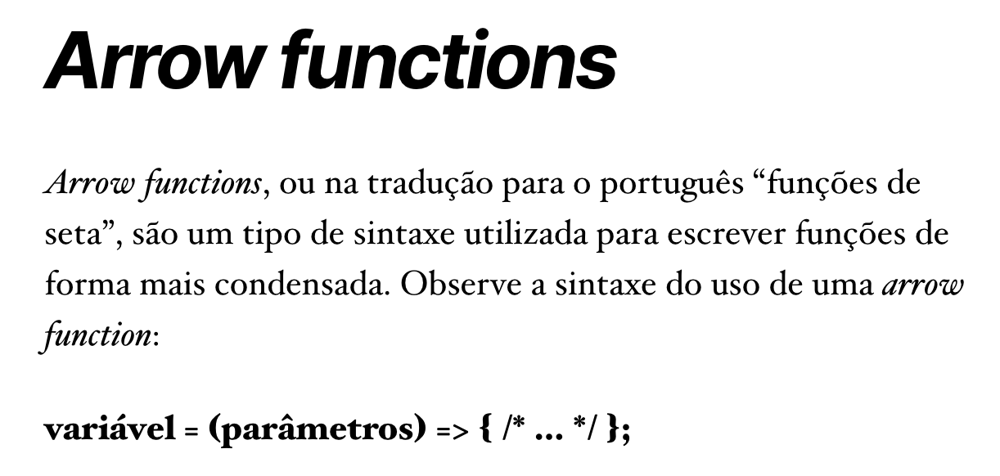 Arrow functions
Arrow functions, ou na tradução para o português “funções de
seta”, são um tipo de sintaxe utilizada para escrever funções de
forma mais condensada. Observe a sintaxe do uso de uma arrow
function:
variável = (parâmetros) => { /* ... */ };